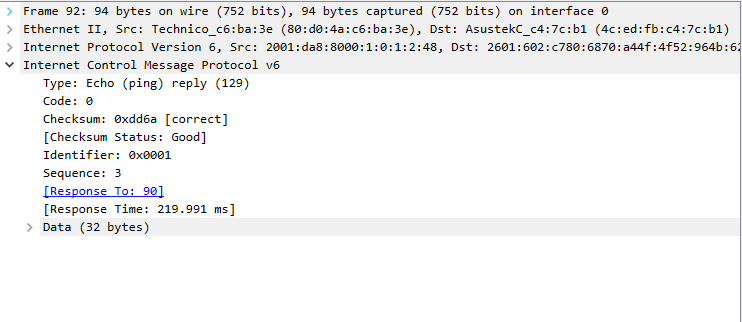 Frame 92: 94 bytes on wire (752 bits), 94 bytes captured (752 bits) on interface 0
Ethernet II, Src: Technico_c6:ba:3e (80:d0:4a:c6:ba:3e), Dst: AsustekC_c4:7c:b1 (4c:ed:fb:c4:7c:b1)
Internet Protocol Version 6, Src: 2001:da8:8000:1:0:1:2:48, Dst: 2601:602:c780:6870:a44f:4f52:964b:62
Internet Control Message Protocol v6
Type: Echo (ping) reply (129)
Code: 0
Checksum: 0xdd6a [correct]
[Checksum Status: Good]
Identifier: 0x0001
Sequence: 3
[Response To: 90]
[Response Time: 219.991 ms]
Data (32 bytes)